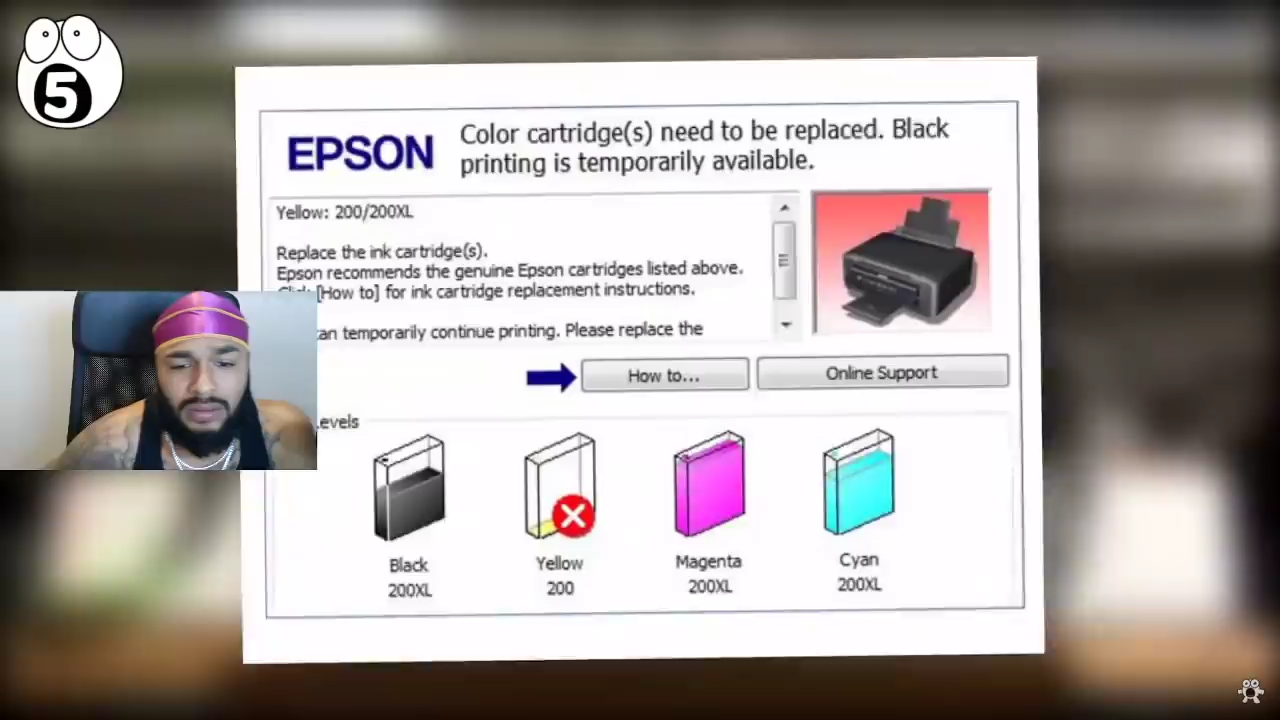 5
EPSON
Color cartridge(s) need to be replaced. Black
printing is temporarily available.
Yellow: 200/200XL
Replace the ink cartridge(s).
Epson recommends the genuine Epson cartridges listed above.
[How to] for ink cartridge replacement instructions.
can temporarily continue printing. Please replace the
How to...
Online Support
Levels
Black
200XL
Yellow
200
Magenta
200XL
Cyan
200XL